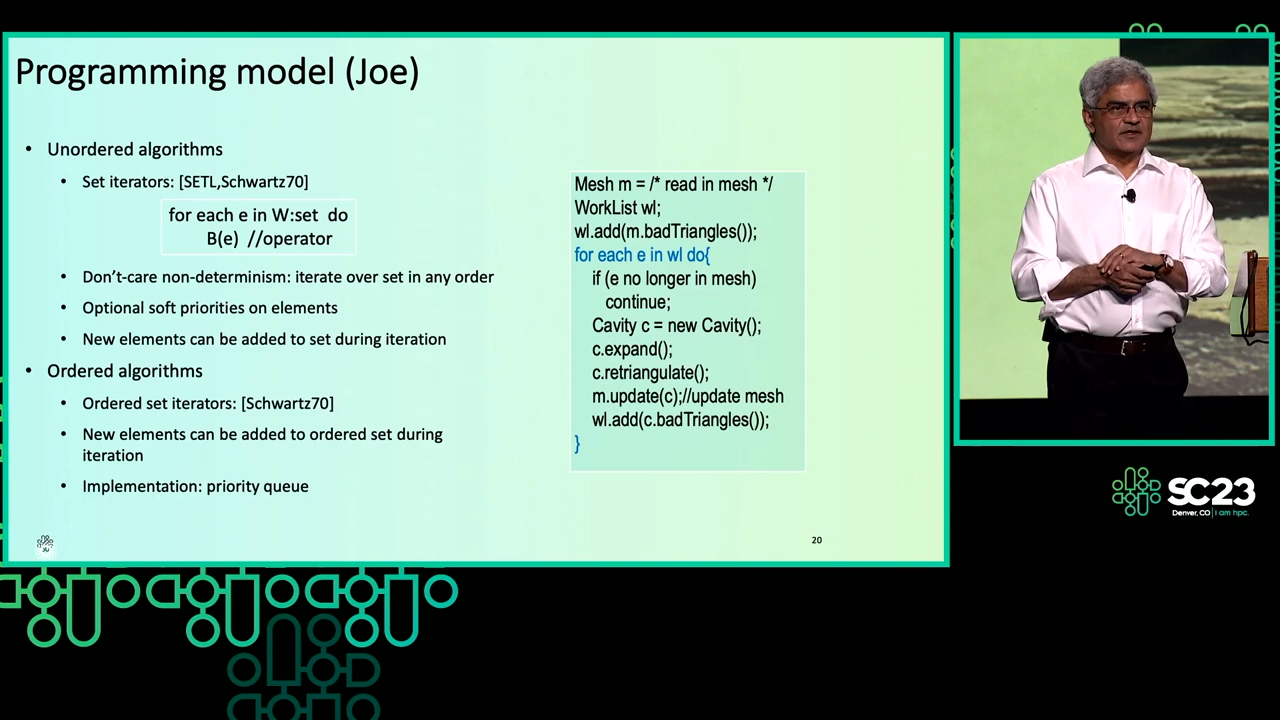 Programming model (Joe)
• Unordered algorithms
• Set iterators: [SETL,Schwartz70]
for each e in W:set do
B(e) //operator
• Don’t-care non-determinism: iterate over set in any order
• Optional soft priorities on elements
• New elements can be added to set during iteration
• Ordered algorithms
• Ordered set iterators: [Schwartz70]
• New elements can be added to ordered set during
iteration
• Implementation: priority queue
Mesh m = /* read in mesh */
WorkList wl;
wl.add(m.badTriangles());
for each e in wl do{
if (e no longer in mesh)
continue;
Cavity c = new Cavity();
c.expand();
c.retriangulate();
m.update(c);//update mesh
wl.add(c.badTriangles());
}
20
SC23
Denver, CO | I am hpc.